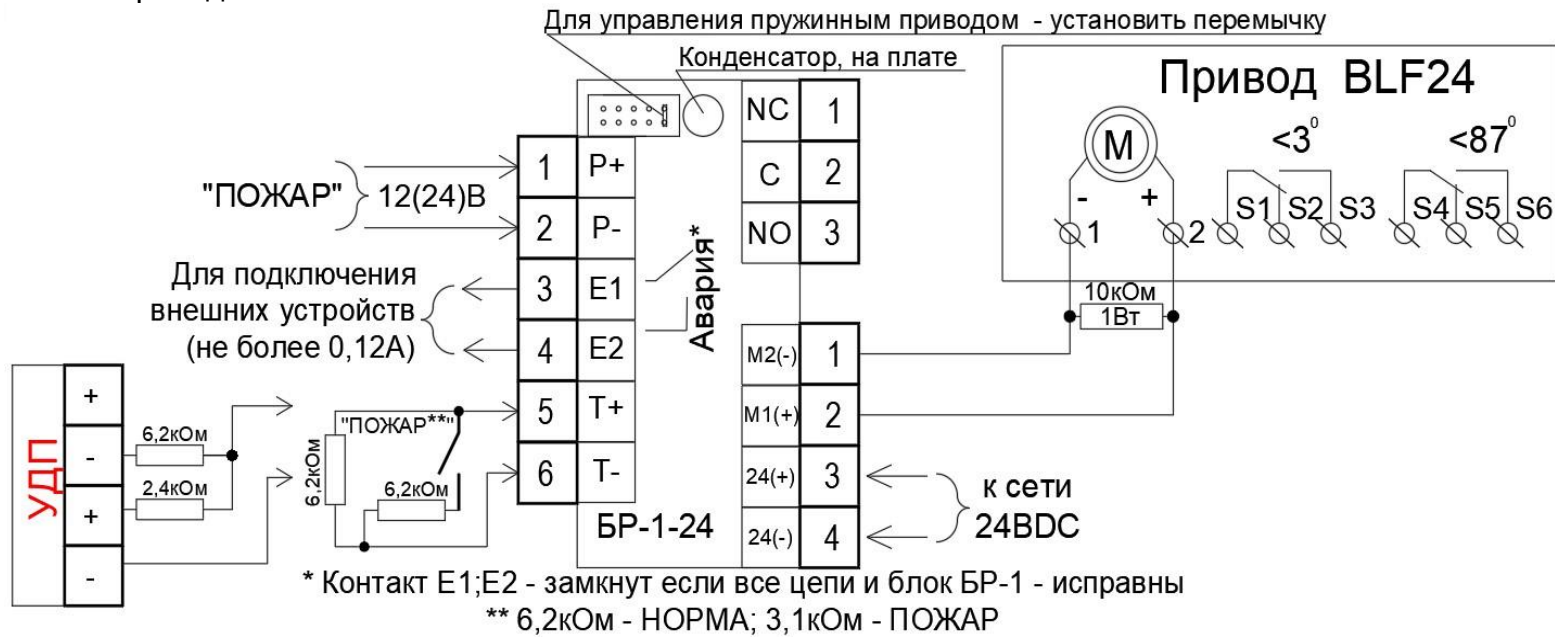 Для управления пружинным приводом - установить перемычку
Конденсатор, на плате
Привод BLF24
NC 1
C 2
NO 3
M
- +
1 2
<3⁰
S1 S2 S3
<87⁰
S4 S5 S6
"ПОЖАР" 12(24)В
1 P+
2 P-
Для подключения
внешних устройств
(не более 0,12А)
3 E1
4 E2
Авария*
5 T+
6 T-
10кОм
1Вт
M2(-) 1
M1(+) 2
24(+) 3
24(-) 4
к сети
24ВDC
БР-1-24
УДП
+
-
+
-
6,2кОм
2,4кОм
"ПОЖАР**"
6,2кОм
6,2кОм
* Контакт Е1;Е2 - замкнут если все цепи и блок БР-1 - исправны
** 6,2кОм - НОРМА; 3,1кОм - ПОЖАР